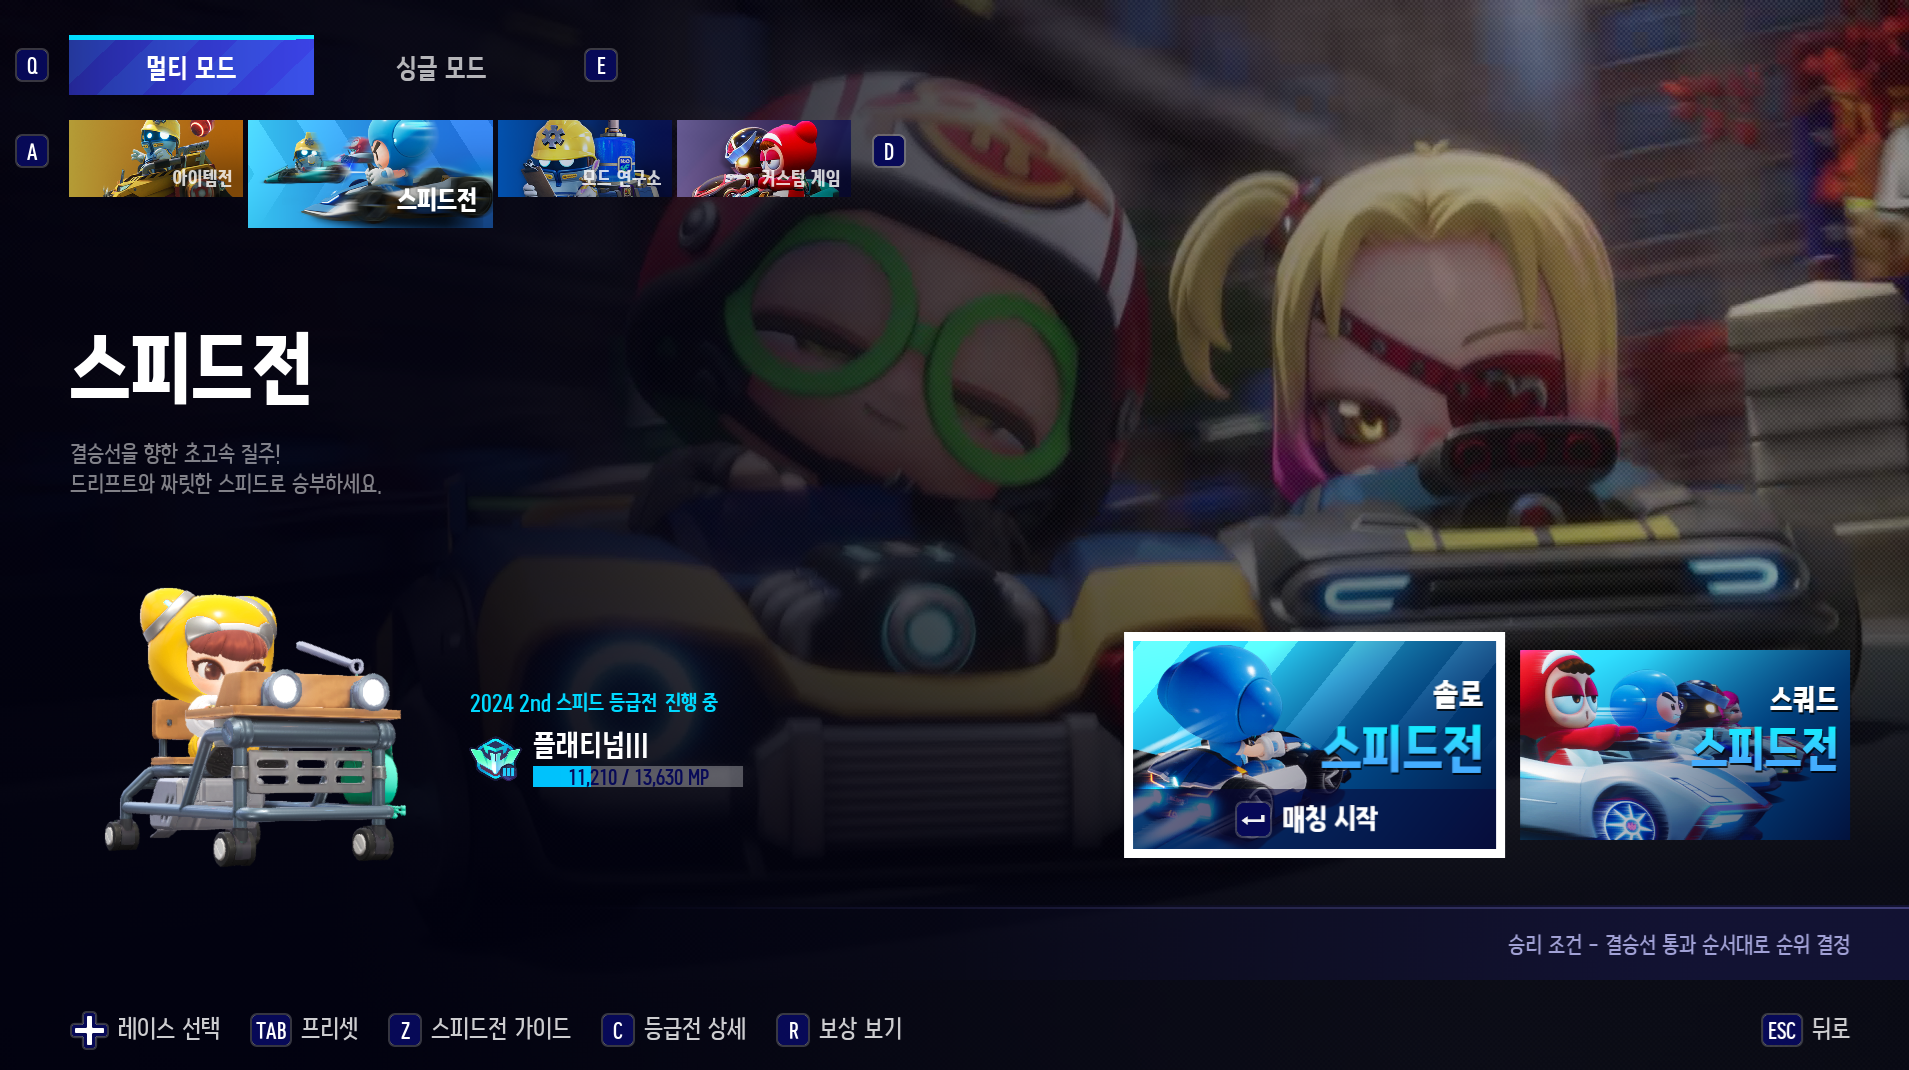 Q
멀티 모드
싱글 모드
E
A
아이템전
스피드전
모드 연구소
커스텀 게임
D
스피드전
결승선을 향한 초고속 질주!
드리프트와 짜릿한 스피드로 승부하세요.
2024 2nd 스피드 등급전 진행 중
플래티넘III
11,210 / 13,630 MP
솔로
스피드전
매칭 시작
스쿼드
스피드전
승리 조건 - 결승선 통과 순서대로 순위 결정
레이스 선택
TAB 프리셋
Z 스피드전 가이드
C 등급전 상세
R 보상 보기
ESC 뒤로